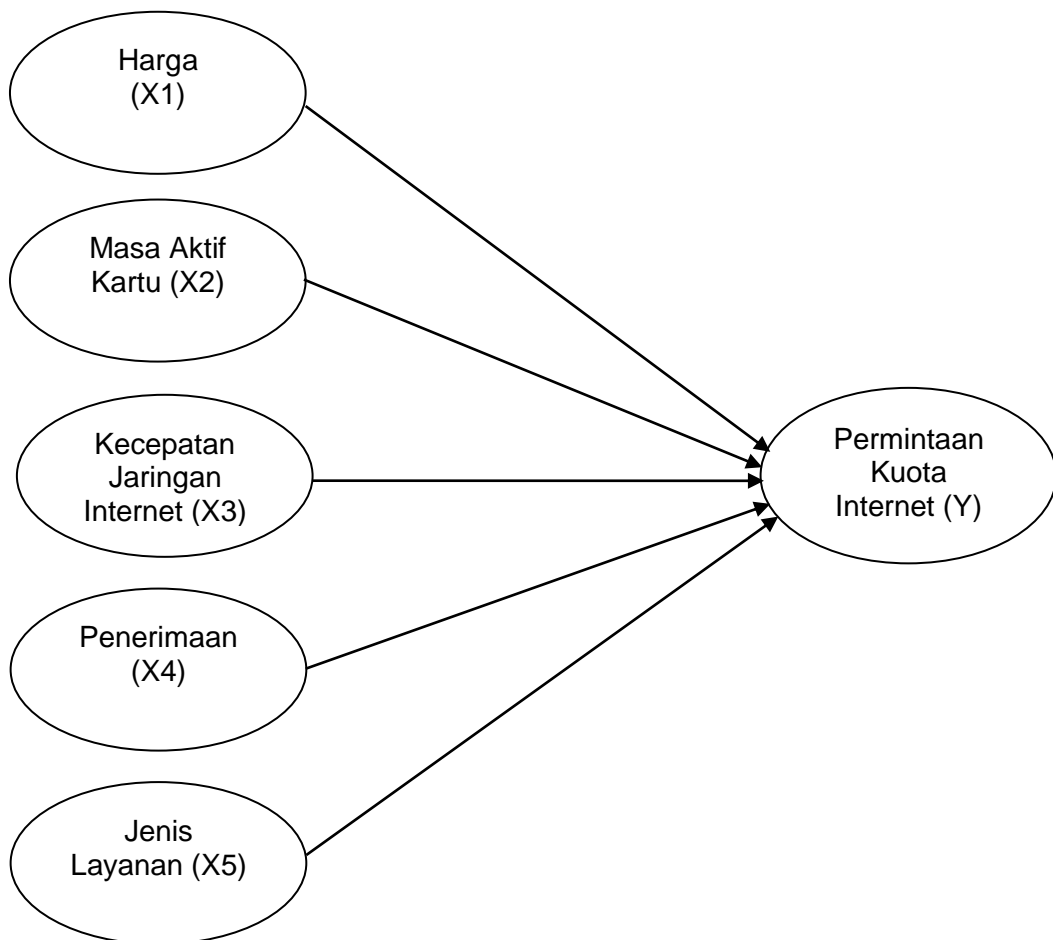 Harga
(X1)
Masa Aktif
Kartu (X2)
Kecepatan
Jaringan
Internet (X3)
Penerimaan
(X4)
Jenis
Layanan (X5)
Permintaan
Kuota
Internet (Y)